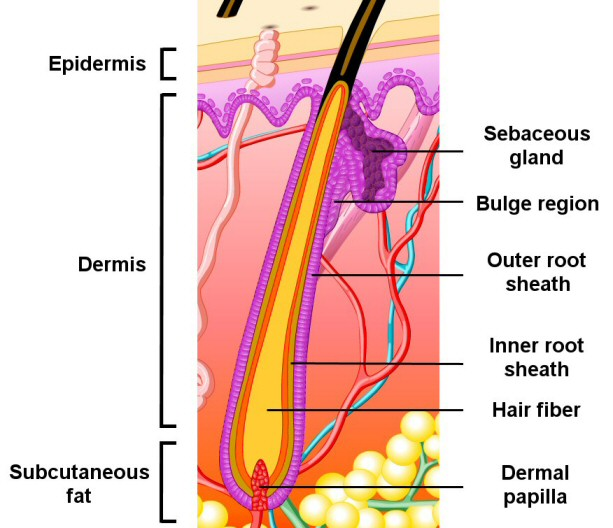 Epidermis
Dermis
Subcutaneous
fat
Sebaceous
gland
Bulge region
Outer root
sheath
Inner root
sheath
Hair fiber
Dermal
papilla